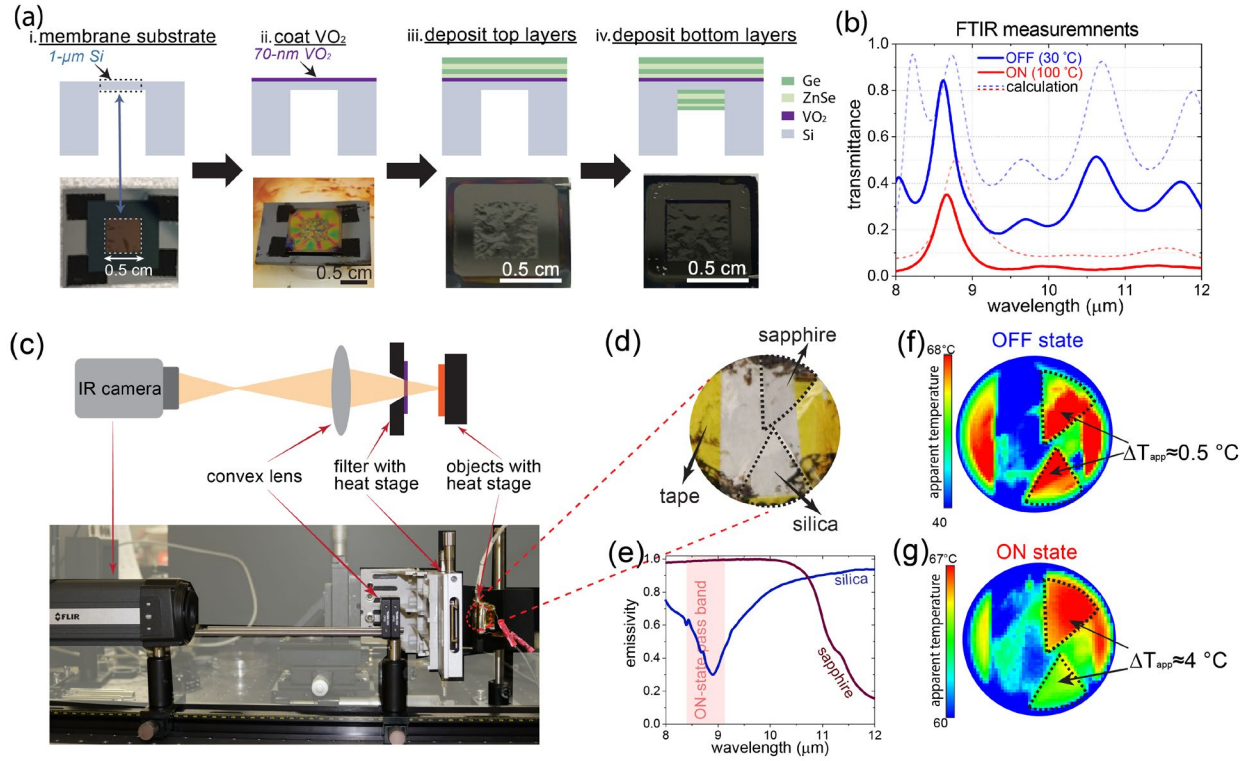 (a)
i. membrane substrate
1-μm Si
0.5 cm
ii. coat VO₂
70-nm VO₂
0.5 cm
iii. deposit top layers
0.5 cm
iv. deposit bottom layers
0.5 cm
Ge
ZnSe
VO₂
Si
(b)
FTIR measuremnents
OFF (30 °C)
ON (100 °C)
calculation
transmittance
1.0
0.8
0.6
0.4
0.2
0.0
8
9
10
11
12
wavelength (μm)
(c)
IR camera
convex lens
filter with
heat stage
objects with
heat stage
FLIR
(d)
sapphire
tape
silica
(e)
emissivity
1.0
0.8
0.6
0.4
0.2
0.0
ON-state pass band
silica
sapphire
8
9
10
11
12
wavelength (μm)
(f)
OFF state
68°C
apparent temperature
40
ΔTapp≈0.5 °C
(g)
ON state
67°C
apparent temperature
60
ΔTapp≈4 °C